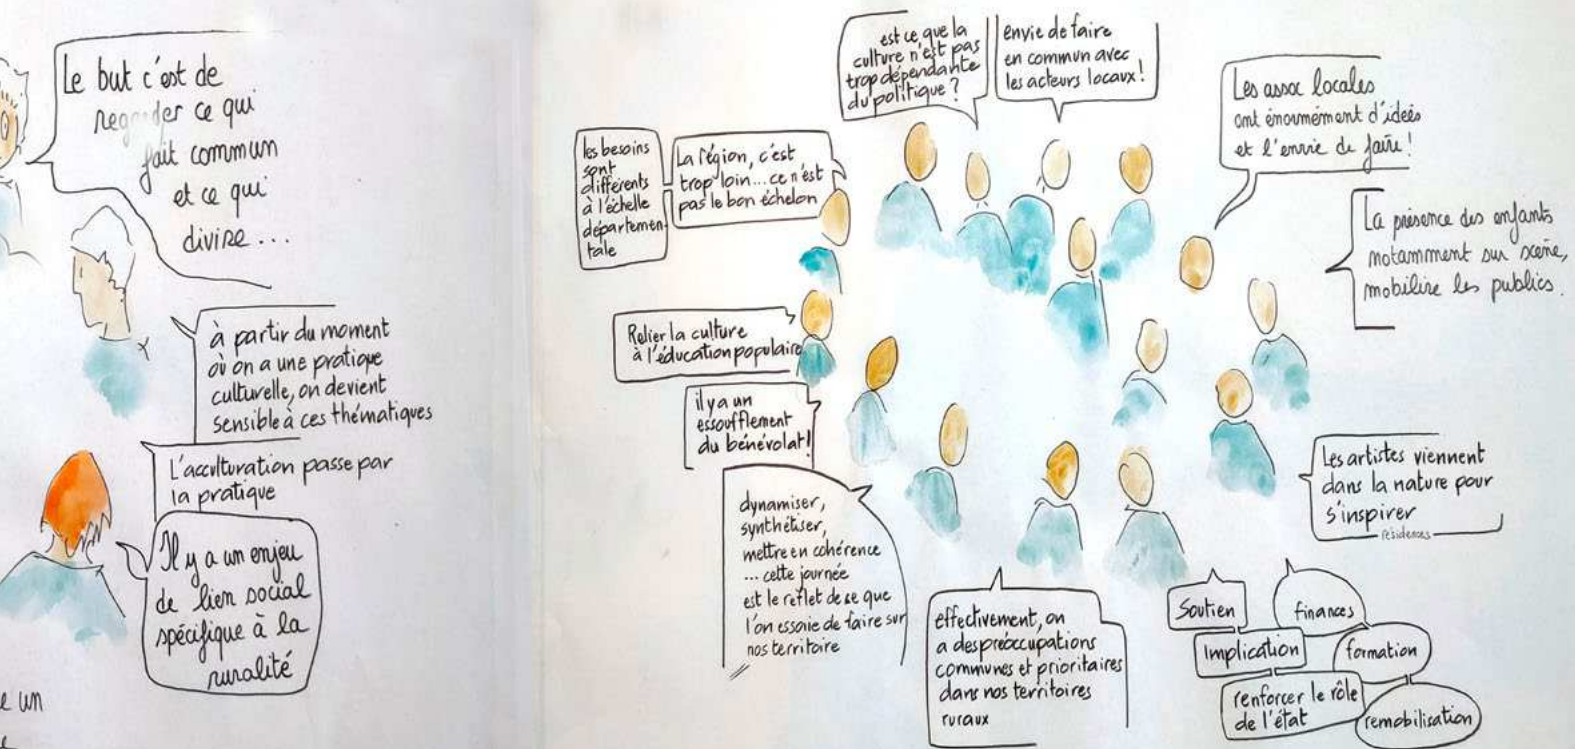 Le but c'est de
regarder ce qui
fait commun
et ce qui
divise ...
à partir du moment
où on a une pratique
culturelle, on devient
sensible à ces thématiques
L'acculturation passe par
la pratique
Il y a un enjeu
de lien social
spécifique à la
ruralité
un
est ce que la
culture n'est pas
trop dépendante
du politique ?
envie de faire
en commun avec
les acteurs locaux !
les besoins
sont
différents
à l'échelle
départemen-
tale
La région, c'est
trop loin... ce n'est
pas le bon échelon
Relier la culture
à l'éducation populaire
il y a un
essoufflement
du bénévolat !
dynamiser,
synthétiser,
mettre en cohérence
... cette journée
est le reflet de se que
l'on essaie de faire sur
nos territoire
effectivement, on
a des préoccupations
communes et prioritaires
dans nos territoires
ruraux
Les assoc locales
ont énormément d'idées
et l'envie de faire !
La présence des enfants
notamment sur scène,
mobilise les publics.
Les artistes viennent
dans la nature pour
s'inspirer
résidences
Soutien
finances
Implication
formation
renforcer le rôle
de l'état
remobilisation